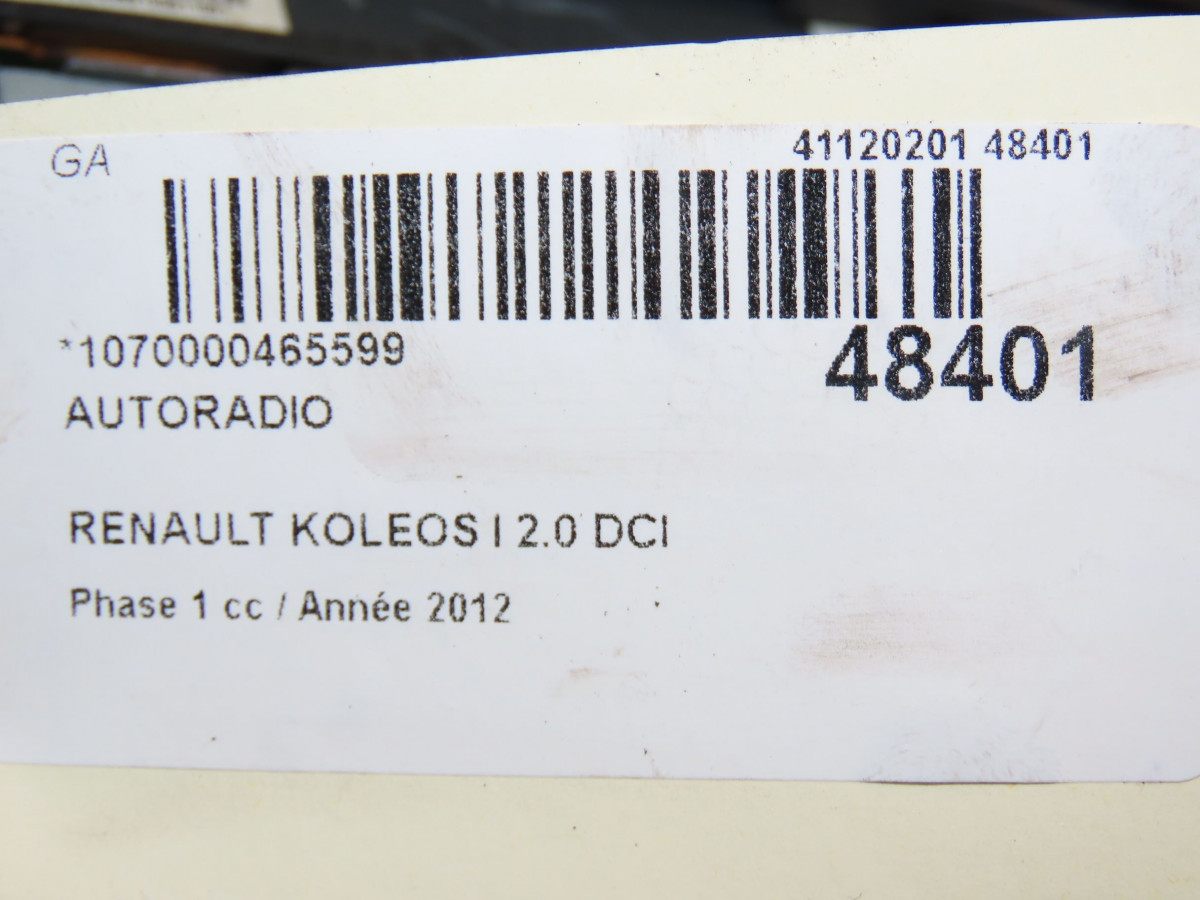 GA
41120201 48401
*1070000465599
48401
AUTORADIO
RENAULT KOLEOS I 2.0 DCI
Phase 1 cc / Année 2012